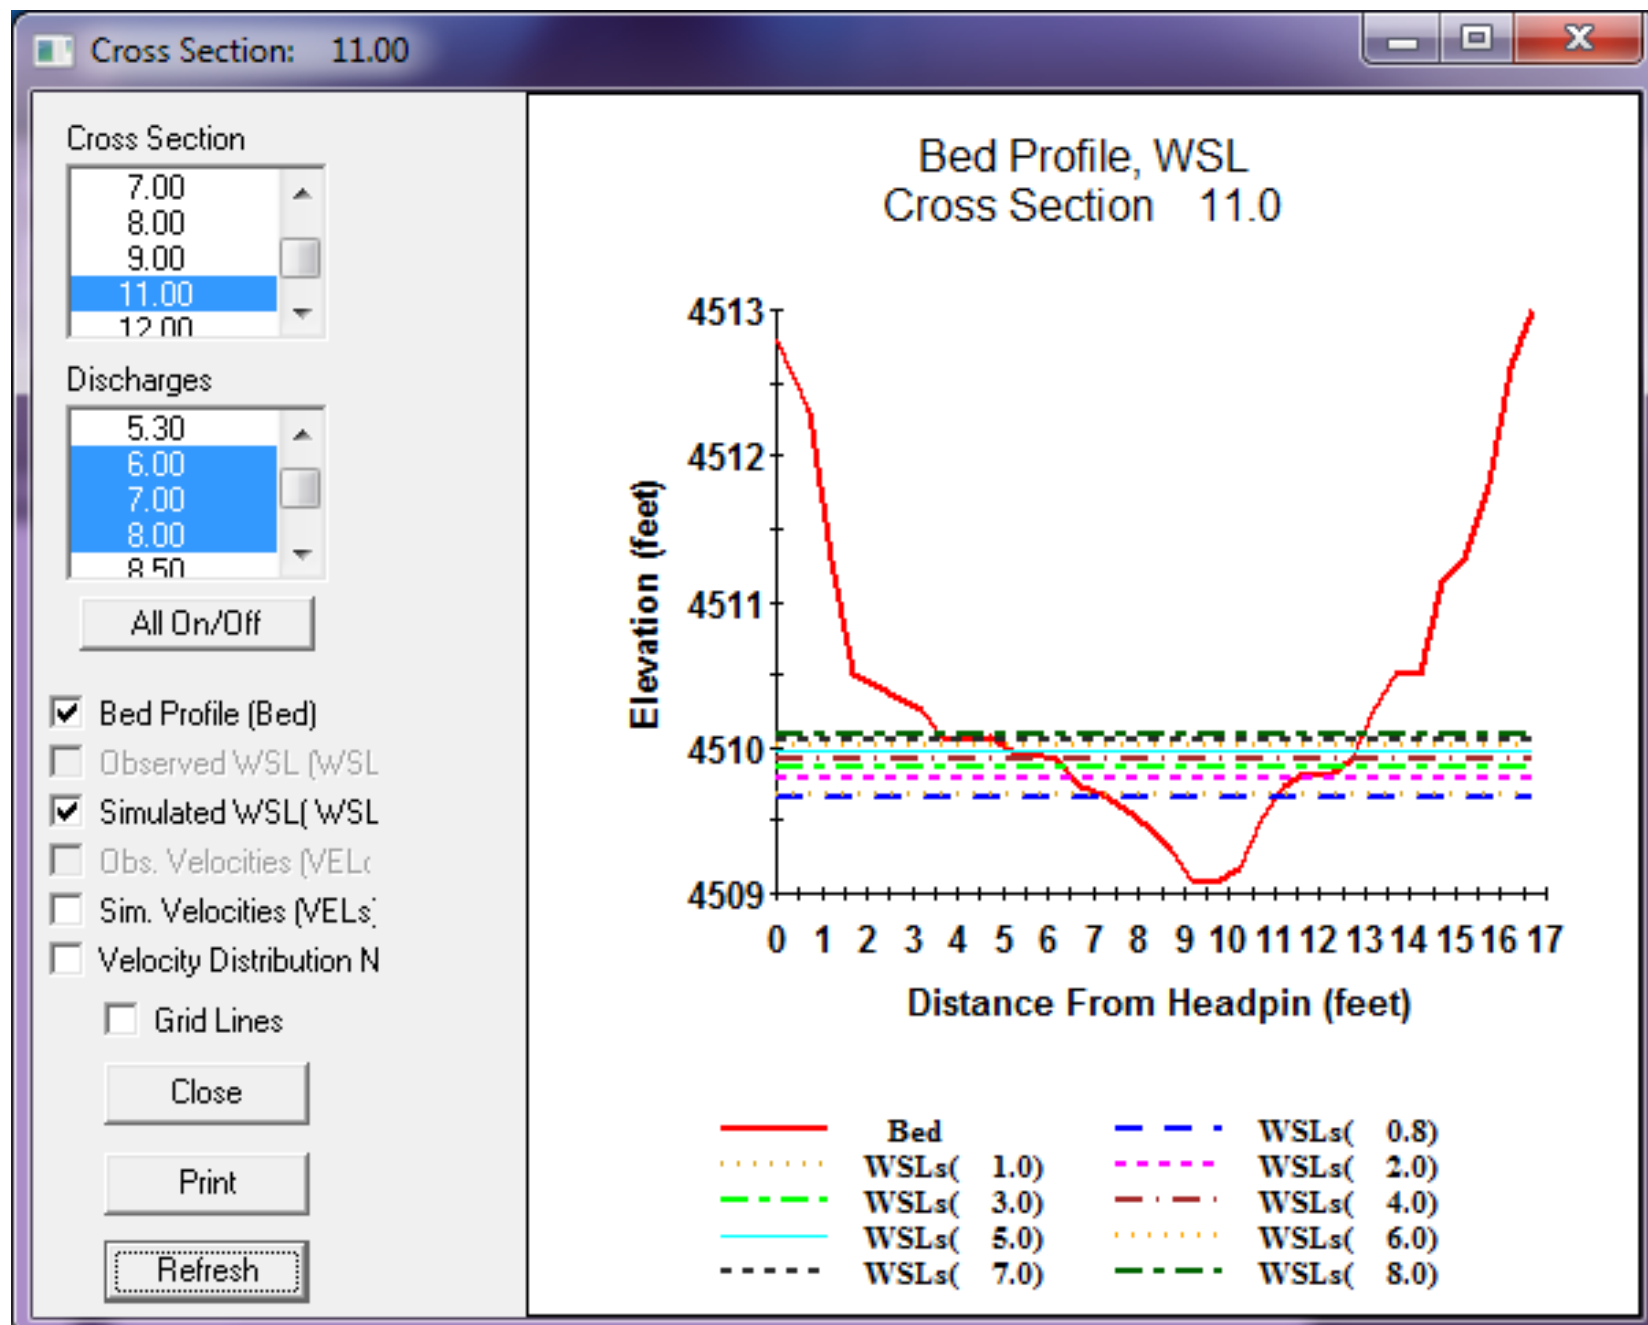 Cross Section: 11.00
Cross Section
7.00
8.00
9.00
11.00
12.00
Discharges
5.30
6.00
7.00
8.00
8.50
All On/Off
Bed Profile (Bed)
Observed WSL (WSL
Simulated WSL( WSL
Obs. Velocities (VELo
Sim. Velocities (VELs)
Velocity Distribution N
Grid Lines
Close
Print
Refresh
Bed Profile, WSL
Cross Section 11.0
4513
4512
4511
4510
4509
Elevation (feet)
0 1 2 3 4 5 6 7 8 9 10 11 12 13 14 15 16 17
Distance From Headpin (feet)
Bed WSLs( 0.8)
WSLs( 1.0) WSLs( 2.0)
WSLs( 3.0) WSLs( 4.0)
WSLs( 5.0) WSLs( 6.0)
WSLs( 7.0) WSLs( 8.0)